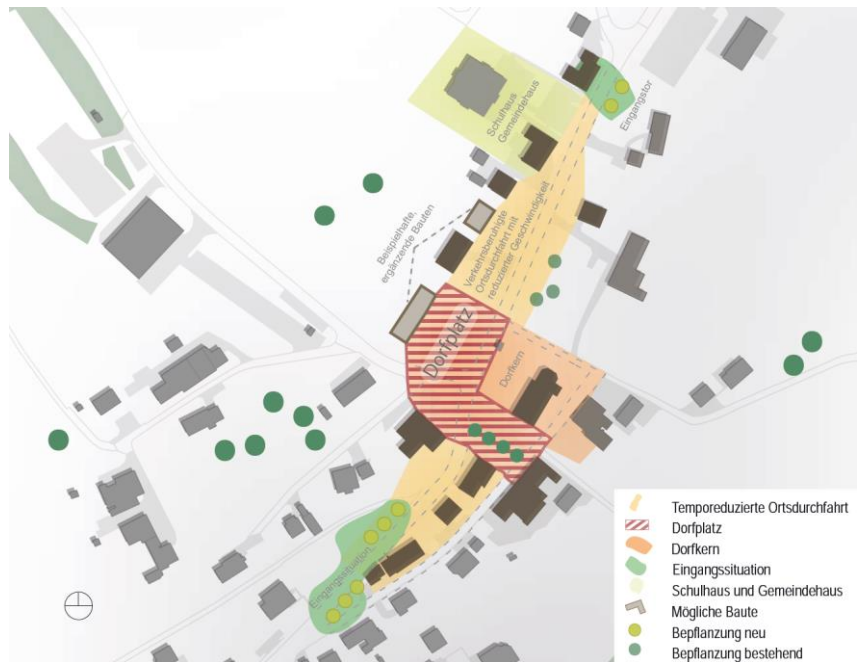 Schulhaus
Gemeindehaus
Eingangstor
Beispielhafte,
ergänzende Bauten
Verkehrsberuhigte
Ortsdurchfahrt mit
reduzierter Geschwindigkeit
Dorfplatz
Dorfkern
Eingangssituation
Temporeduzierte Ortsdurchfahrt
Dorfplatz
Dorfkern
Eingangssituation
Schulhaus und Gemeindehaus
Mögliche Baute
Bepflanzung neu
Bepflanzung bestehend